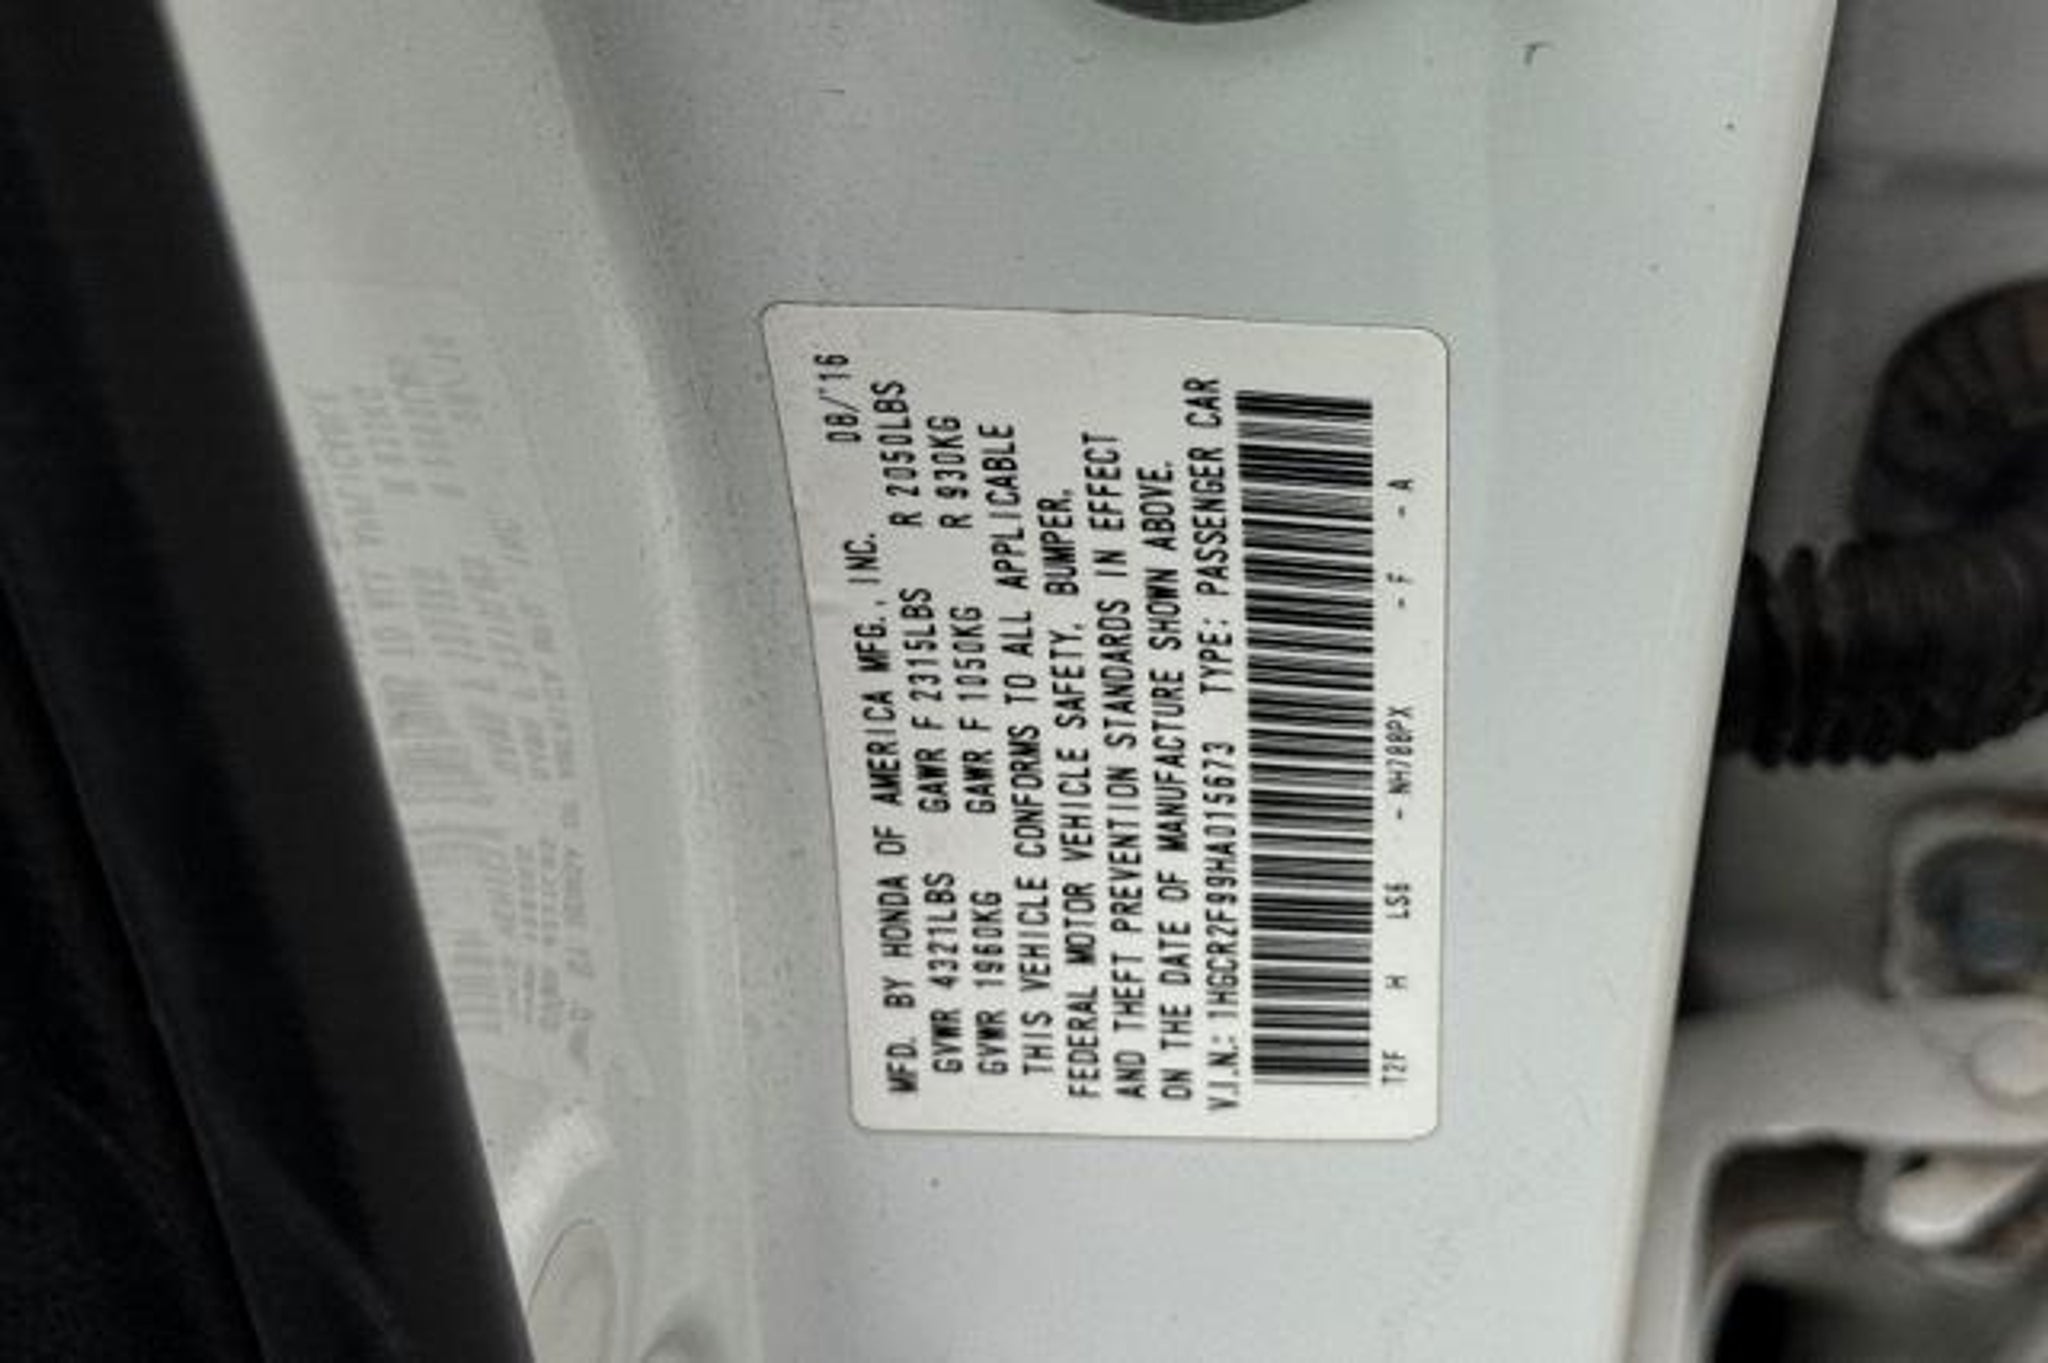 08/'16
MFD. BY HONDA OF AMERICA MFG., INC.
GVWR 4321LBS GAWR F 2315LBS R 2050LBS
GVWR 1960KG GAWR F 1050KG R 930KG
THIS VEHICLE CONFORMS TO ALL APPLICABLE
FEDERAL MOTOR VEHICLE SAFETY, BUMPER,
AND THEFT PREVENTION STANDARDS IN EFFECT
ON THE DATE OF MANUFACTURE SHOWN ABOVE.
V.I.N.: 1HGCR2F99HA015673 TYPE: PASSENGER CAR
T2F H LS6 - NH788PX - F - A